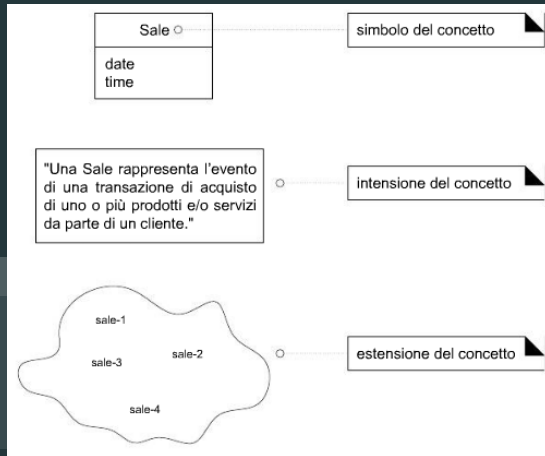 Sale
simbolo del concetto
date
time
"Una Sale rappresenta l'evento
di una transazione di acquisto
di uno o più prodotti e/o servizi
da parte di un cliente."
intensione del concetto
sale-1
sale-2
sale-3
sale-4
estensione del concetto